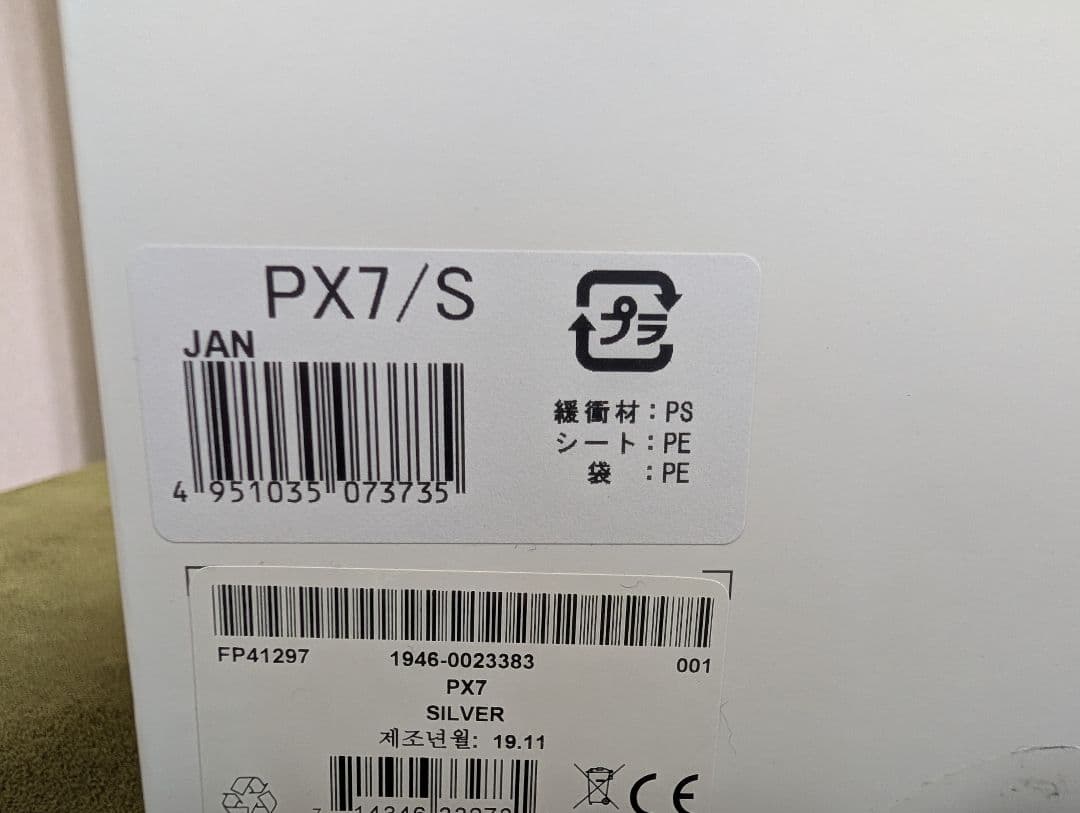 PX7/S
JAN
4 951035 073735
プラ
緩衝材：PS
シート：PE
袋　：PE
FP41297 1946-0023383 001
PX7
SILVER
제조년월: 19.11
CE